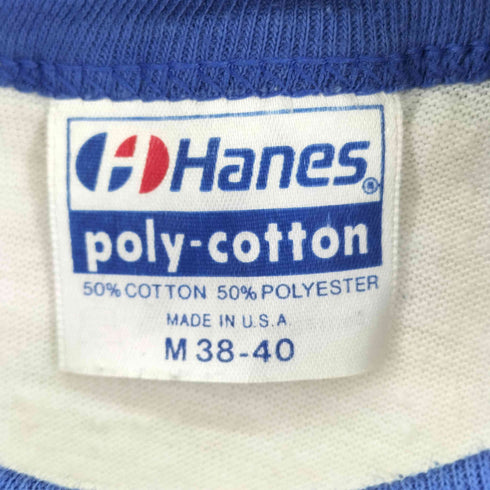 Hanes®
poly-cotton
50% COTTON 50% POLYESTER
MADE IN U.S.A.
M 38-40